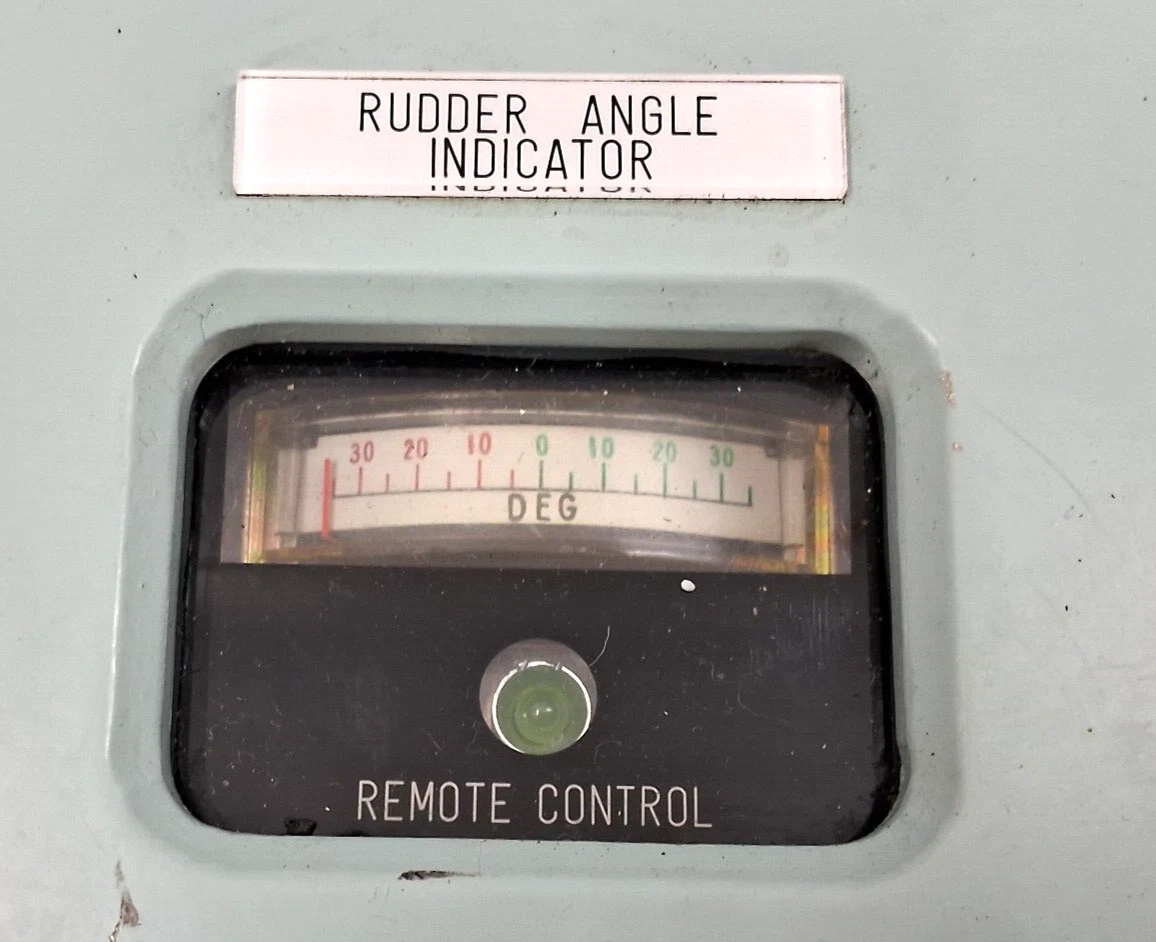 RUDDER ANGLE
INDICATOR
30 20 10 0 10 20 30
DEG
REMOTE CONTROL